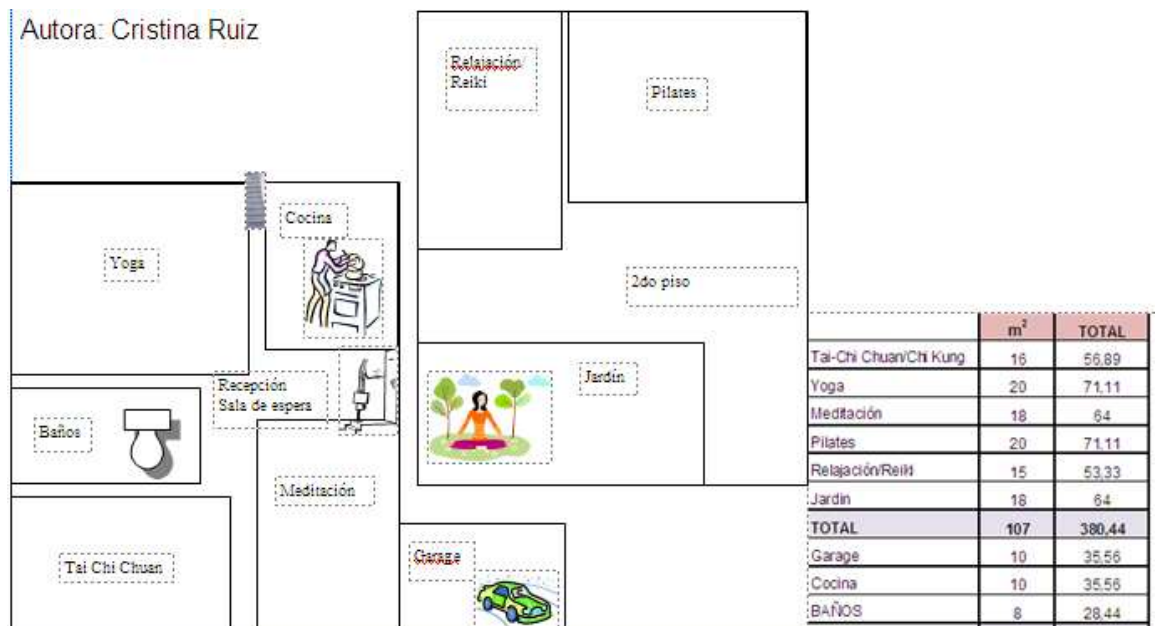 Autora: Cristina Ruiz
Relajación/
Reiki
Pilates
Cocina
Yoga
2do piso
Recepción
Sala de espera
Jardín
Baños
Meditación
Tai Chi Chuan
Garage
m² TOTAL
Tai-Chi Chuan/Chi Kung 16 56,89
Yoga 20 71,11
Meditación 18 64
Pilates 20 71,11
Relajación/Reiki 15 53,33
Jardin 18 64
TOTAL 107 380,44
Garage 10 35,56
Cocina 10 35,56
BAÑOS 8 28,44